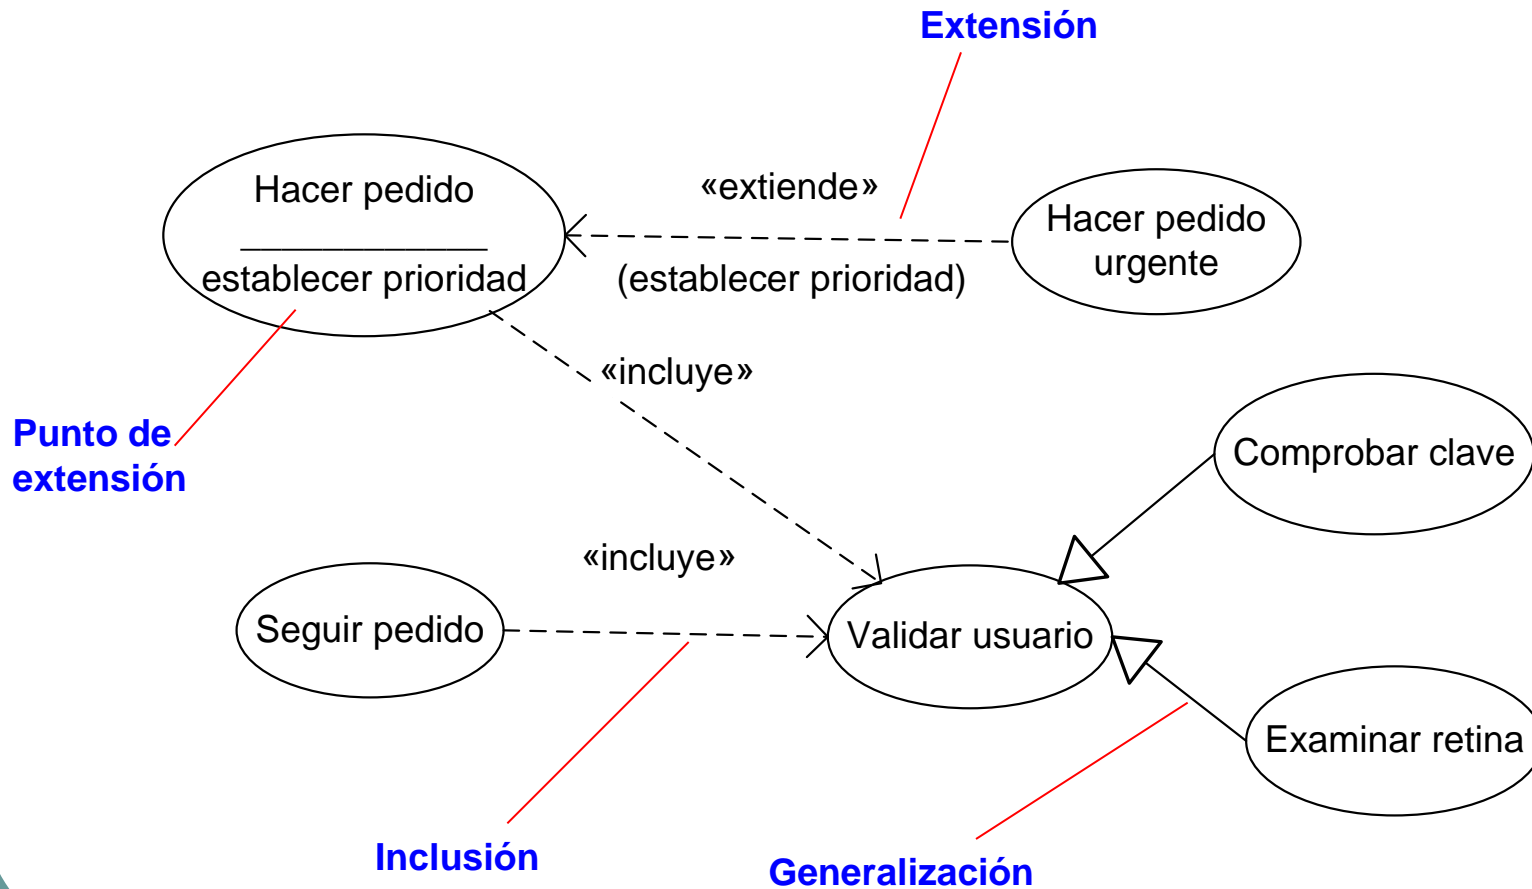 Extensión
Hacer pedido
establecer prioridad
«extiende»
(establecer prioridad)
Hacer pedido
urgente
«incluye»
Punto de
extensión
Comprobar clave
«incluye»
Seguir pedido
Validar usuario
Examinar retina
Inclusión
Generalización